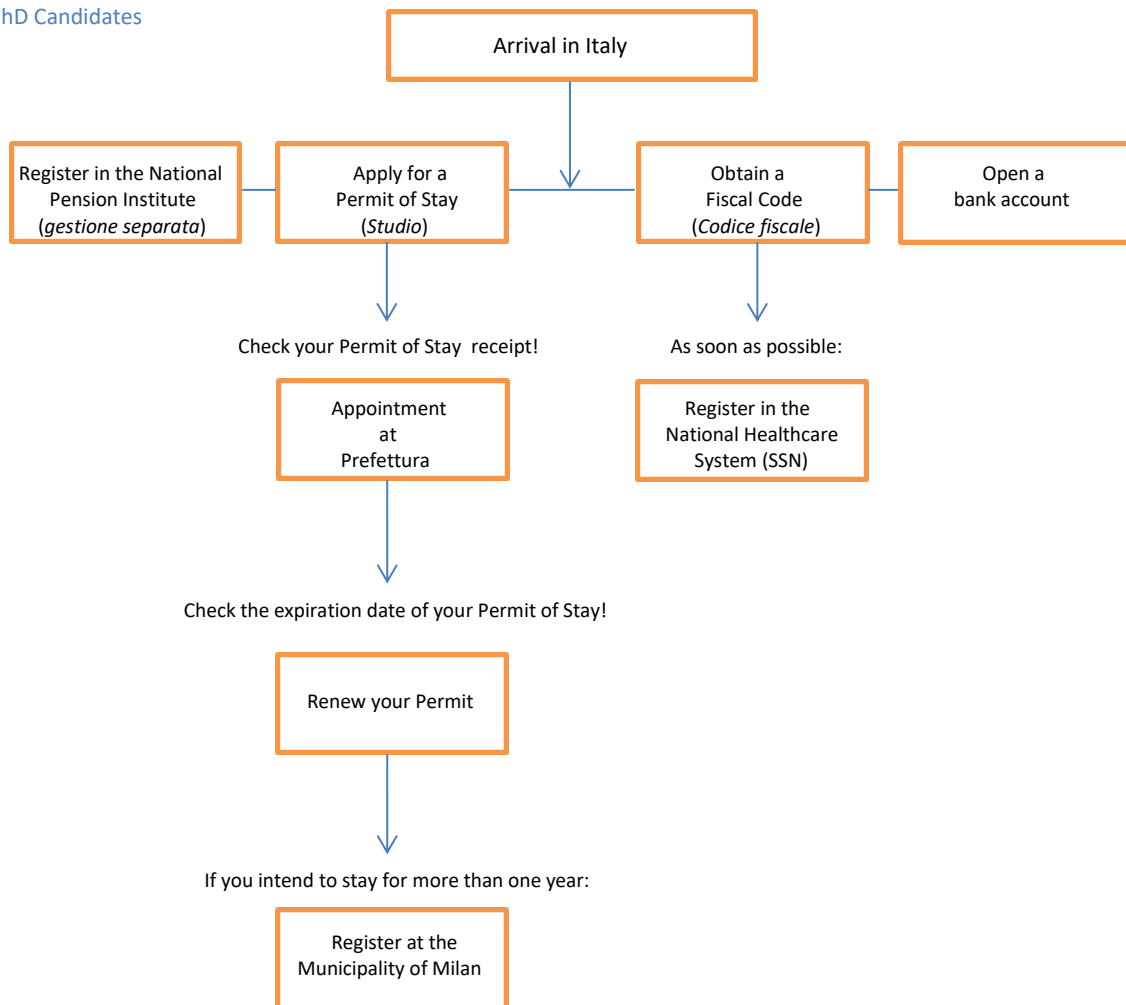 hD Candidates
Arrival in Italy
Register in the National
Pension Institute
(gestione separata)
Apply for a
Permit of Stay
(Studio)
Obtain a
Fiscal Code
(Codice fiscale)
Open a
bank account
Check your Permit of Stay  receipt!
As soon as possible:
Appointment
at
Prefettura
Register in the
National Healthcare
System (SSN)
Check the expiration date of your Permit of Stay!
Renew your Permit
If you intend to stay for more than one year:
Register at the
Municipality of Milan